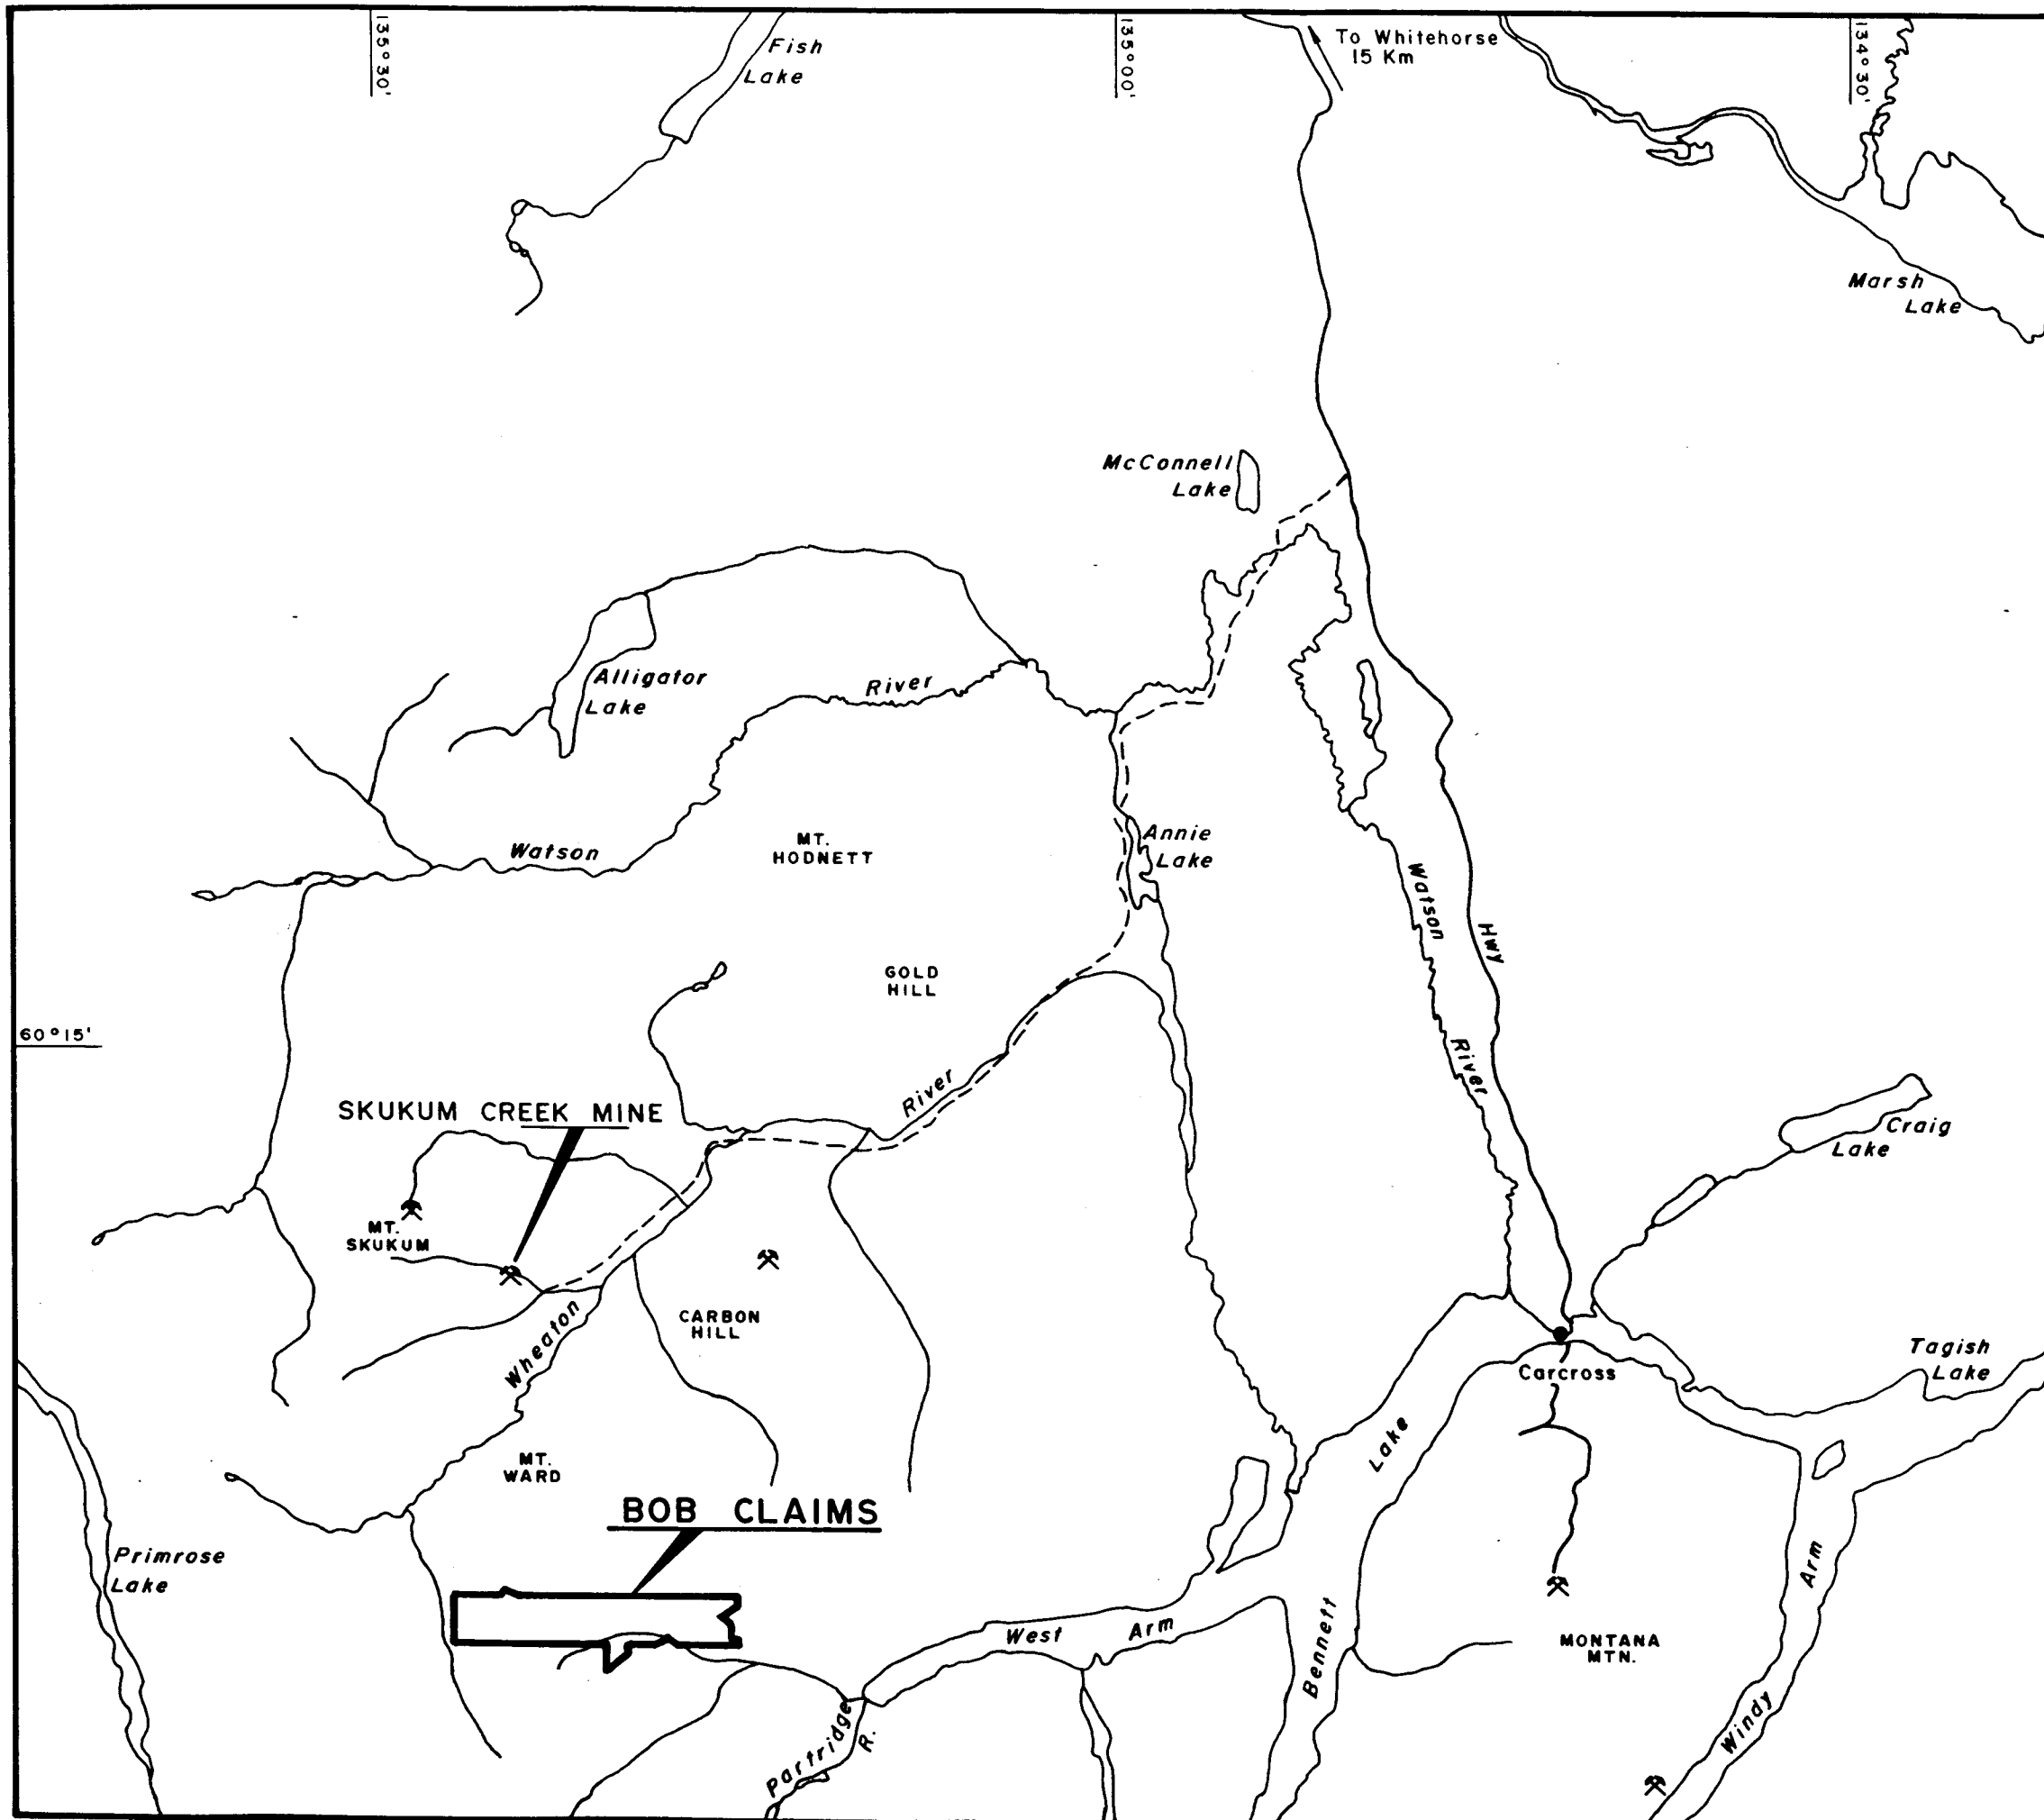 135°30'
Fish
Lake
135°00'
To Whitehorse
15 Km
134°30'
Marsh
Lake
McConnell
Lake
Alligator
Lake
River
Watson
MT.
HODNETT
Annie
Lake
Watson
River
Hwy
GOLD
HILL
60°15'
River
SKUKUM CREEK MINE
Craig
Lake
MT.
SKUKUM
Wheaton
CARBON
HILL
Carcross
Tagish
Lake
Lake
MT.
WARD
BOB CLAIMS
Primrose
Lake
West Arm
Bennett
Arm
MONTANA
MTN.
Windy
Partridge
R.